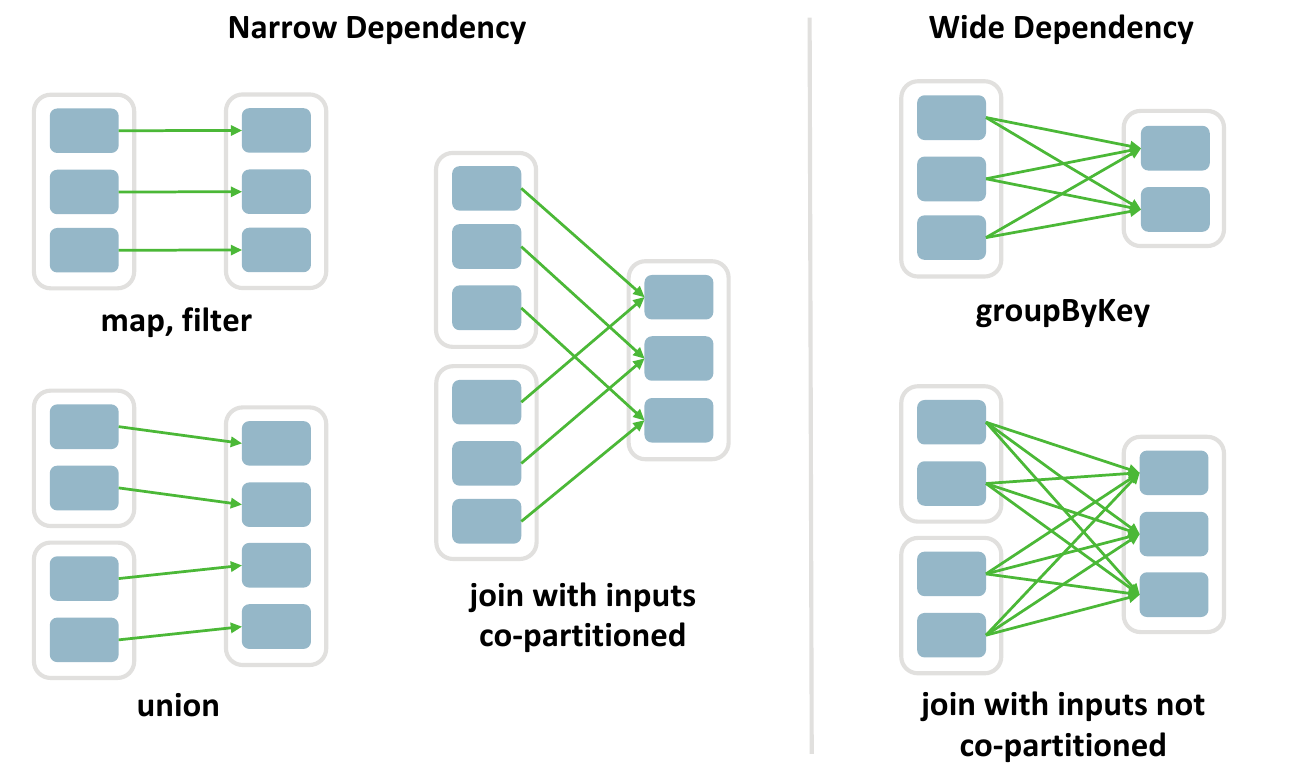 Narrow Dependency
map, filter
union
join with inputs
co-partitioned
Wide Dependency
groupByKey
join with inputs not
co-partitioned